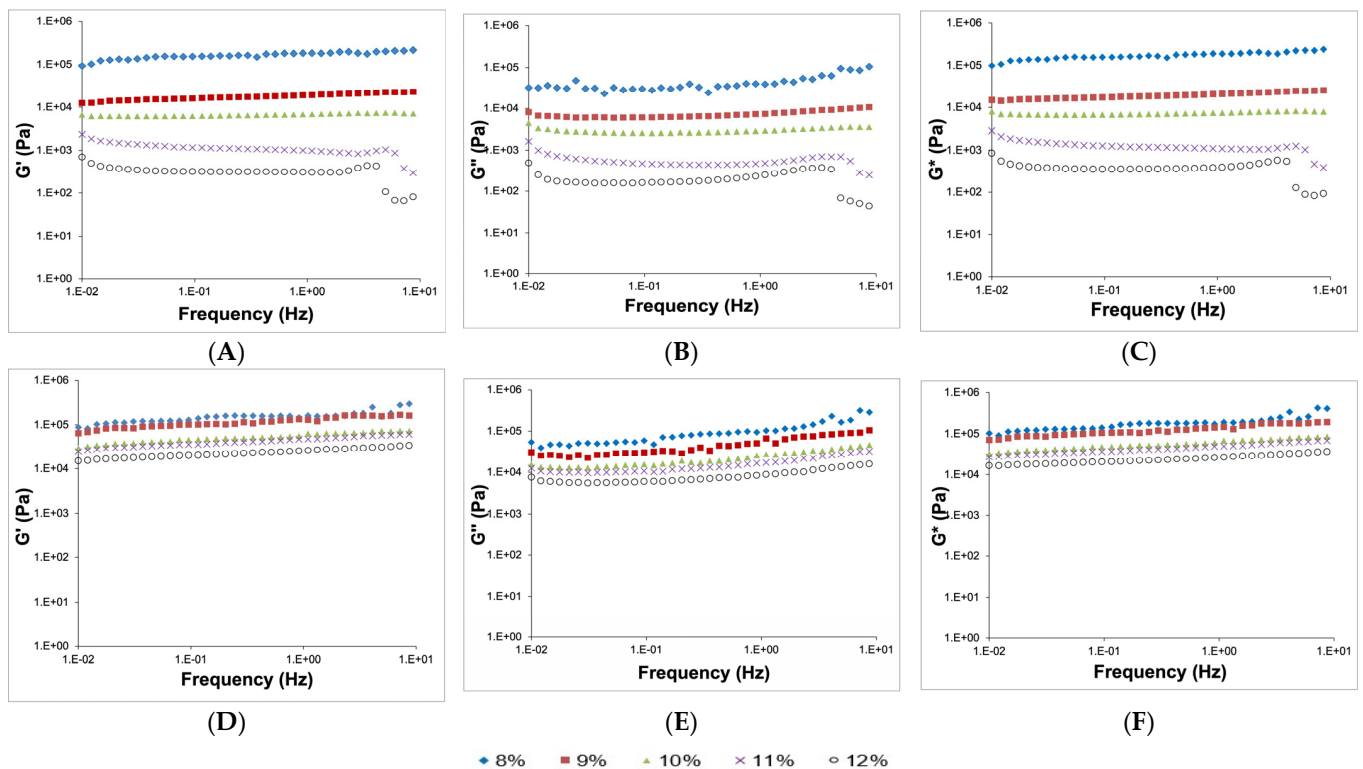 1.E+06
1.E+05
1.E+04
1.E+03
1.E+02
1.E+01
1.E+00
G' (Pa)
1.E-02 1.E-01 1.E+00 1.E+01
Frequency (Hz)
(A)
1.E+06
1.E+05
1.E+04
1.E+03
1.E+02
1.E+01
1.E+00
G'' (Pa)
1.E-02 1.E-01 1.E+00 1.E+01
Frequency (Hz)
(B)
1.E+06
1.E+05
1.E+04
1.E+03
1.E+02
1.E+01
1.E+00
G* (Pa)
1.E-02 1.E-01 1.E+00 1.E+01
Frequency (Hz)
(C)
1.E+06
1.E+05
1.E+04
1.E+03
1.E+02
1.E+01
1.E+00
G' (Pa)
1.E-02 1.E-01 1.E+00 1.E+01
Frequency (Hz)
(D)
1.E+06
1.E+05
1.E+04
1.E+03
1.E+02
1.E+01
1.E+00
G'' (Pa)
1.E-02 1.E-01 1.E+00 1.E+01
Frequency (Hz)
(E)
1.E+06
1.E+05
1.E+04
1.E+03
1.E+02
1.E+01
1.E+00
G* (Pa)
1.E-02 1.E-01 1.E+00 1.E+01
Frequency (Hz)
(F)
8% 9% 10% 11% 12%